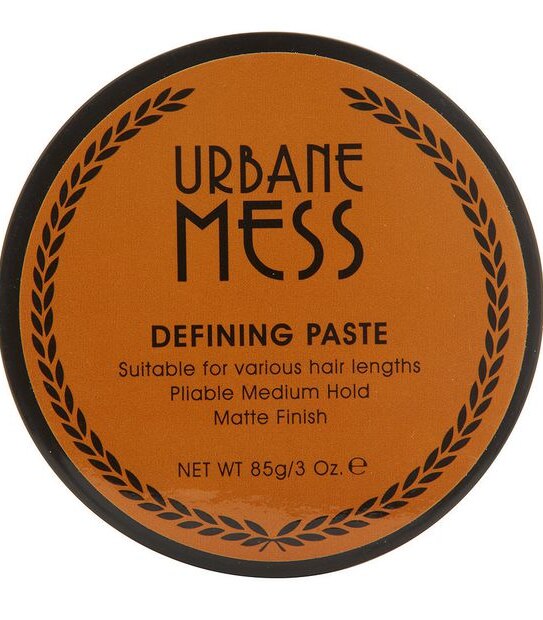 URBANE
MESS
DEFINING PASTE
Suitable for various hair lengths
Pliable Medium Hold
Matte Finish
NET WT 85g/3 Oz. ℮